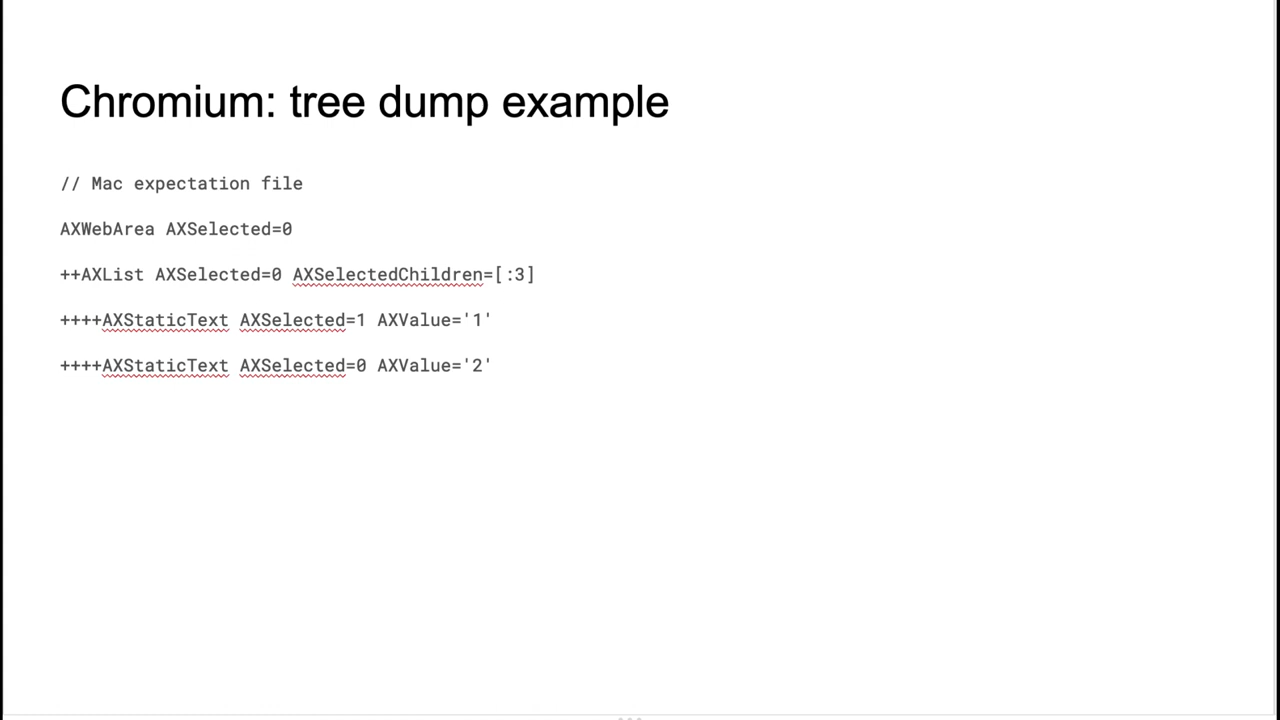 Chromium: tree dump example
// Mac expectation file
AXWebArea AXSelected=0
++AXList AXSelected=0 AXSelectedChildren=[:3]
++++AXStaticText AXSelected=1 AXValue='1'
++++AXStaticText AXSelected=0 AXValue='2'